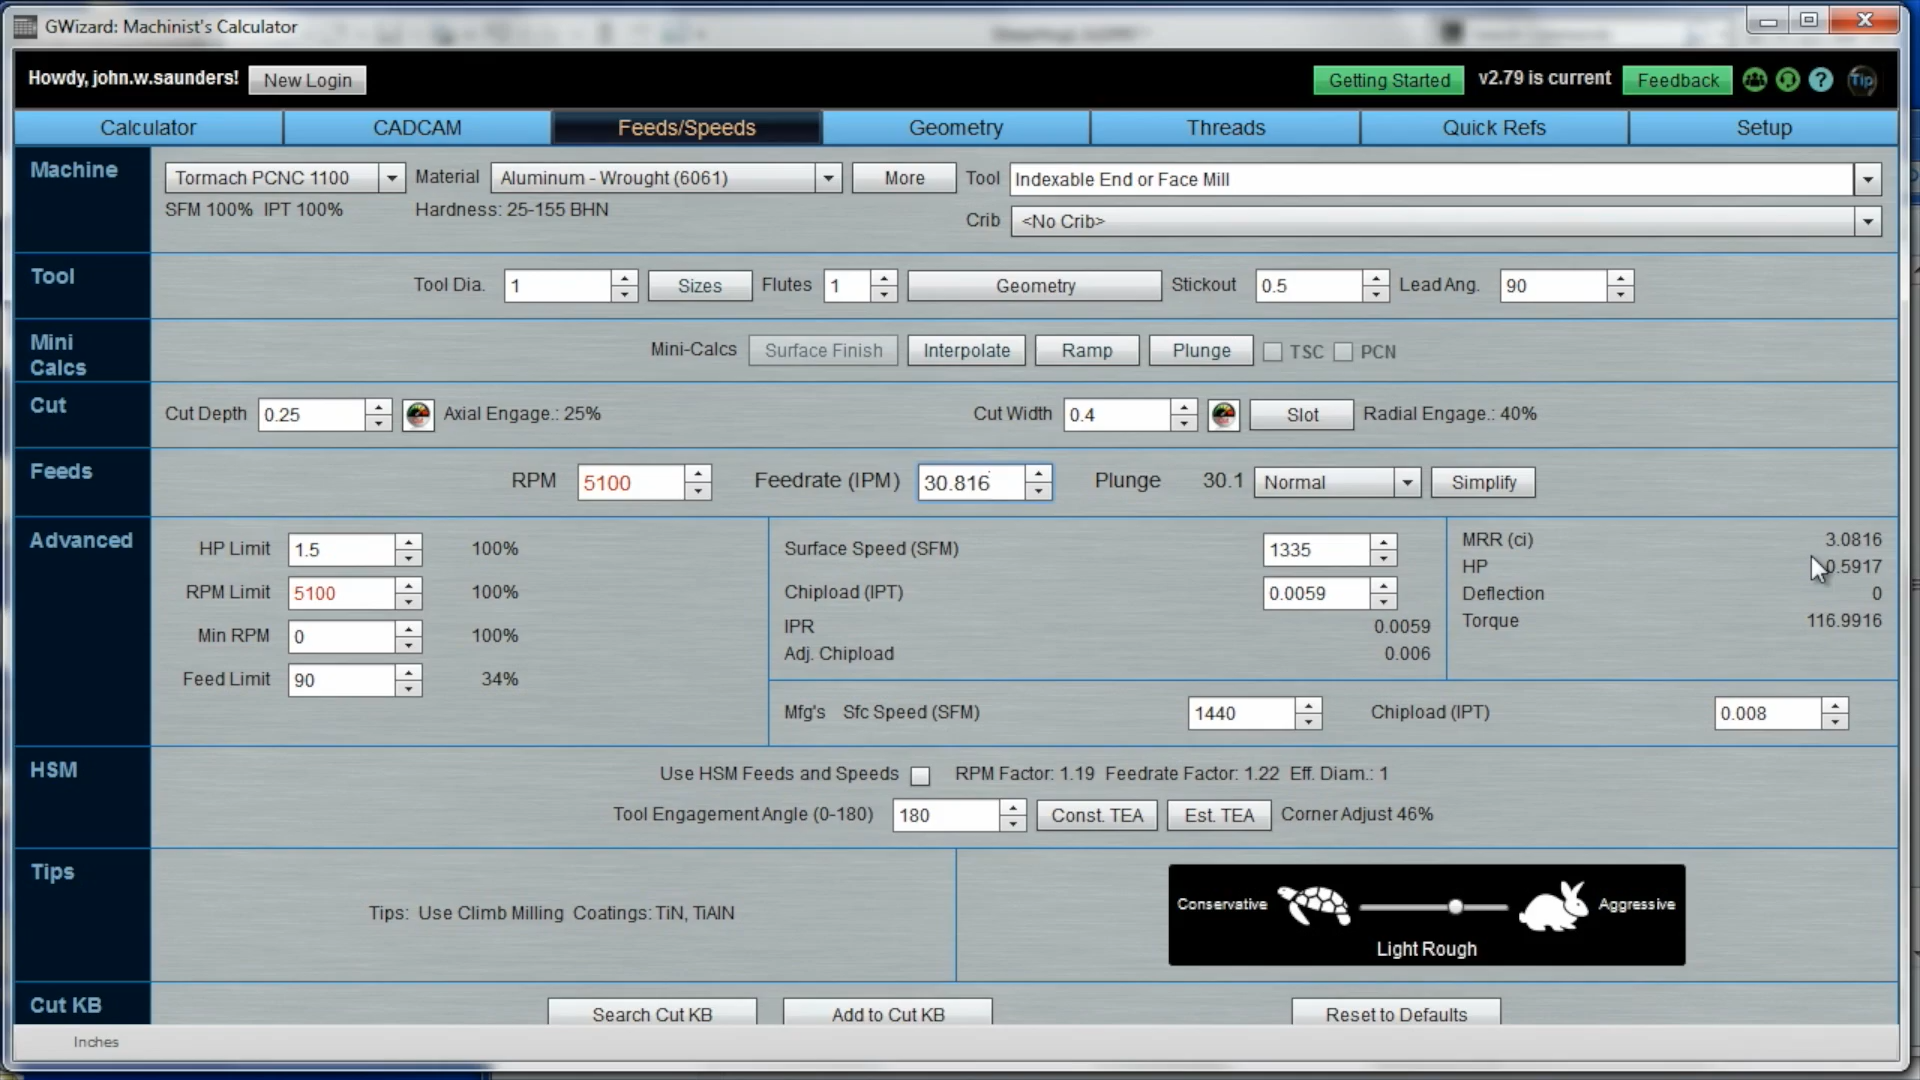 GWizard: Machinist's Calculator
Howdy, john.w.saunders! New Login Getting Started v2.79 is current Feedback Tip
Calculator CADCAM Feeds/Speeds Geometry Threads Quick Refs Setup
Machine Tormach PCNC 1100 Material Aluminum - Wrought (6061) More Tool Indexable End or Face Mill
SFM 100% IPT 100% Hardness: 25-155 BHN Crib <No Crib>
Tool Tool Dia. 1 Sizes Flutes 1 Geometry Stickout 0.5 Lead Ang. 90
Mini Calcs Mini-Calcs Surface Finish Interpolate Ramp Plunge TSC PCN
Cut Cut Depth 0.25 Axial Engage.: 25% Cut Width 0.4 Slot Radial Engage.: 40%
Feeds RPM 5100 Feedrate (IPM) 30.816 Plunge 30.1 Normal Simplify
Advanced HP Limit 1.5 100% Surface Speed (SFM) 1335 MRR (ci) 3.0816
RPM Limit 5100 100% Chipload (IPT) 0.0059 HP 0.5917
Min RPM 0 100% IPR 0.0059 Deflection 0
Feed Limit 90 34% Adj. Chipload 0.006 Torque 116.9916
Mfg's Sfc Speed (SFM) 1440 Chipload (IPT) 0.008
HSM Use HSM Feeds and Speeds RPM Factor: 1.19 Feedrate Factor: 1.22 Eff. Diam.: 1
Tool Engagement Angle (0-180) 180 Const. TEA Est. TEA Corner Adjust 46%
Tips Tips: Use Climb Milling Coatings: TiN, TiAlN Conservative Aggressive
Light Rough
Cut KB Search Cut KB Add to Cut KB Reset to Defaults
Inches